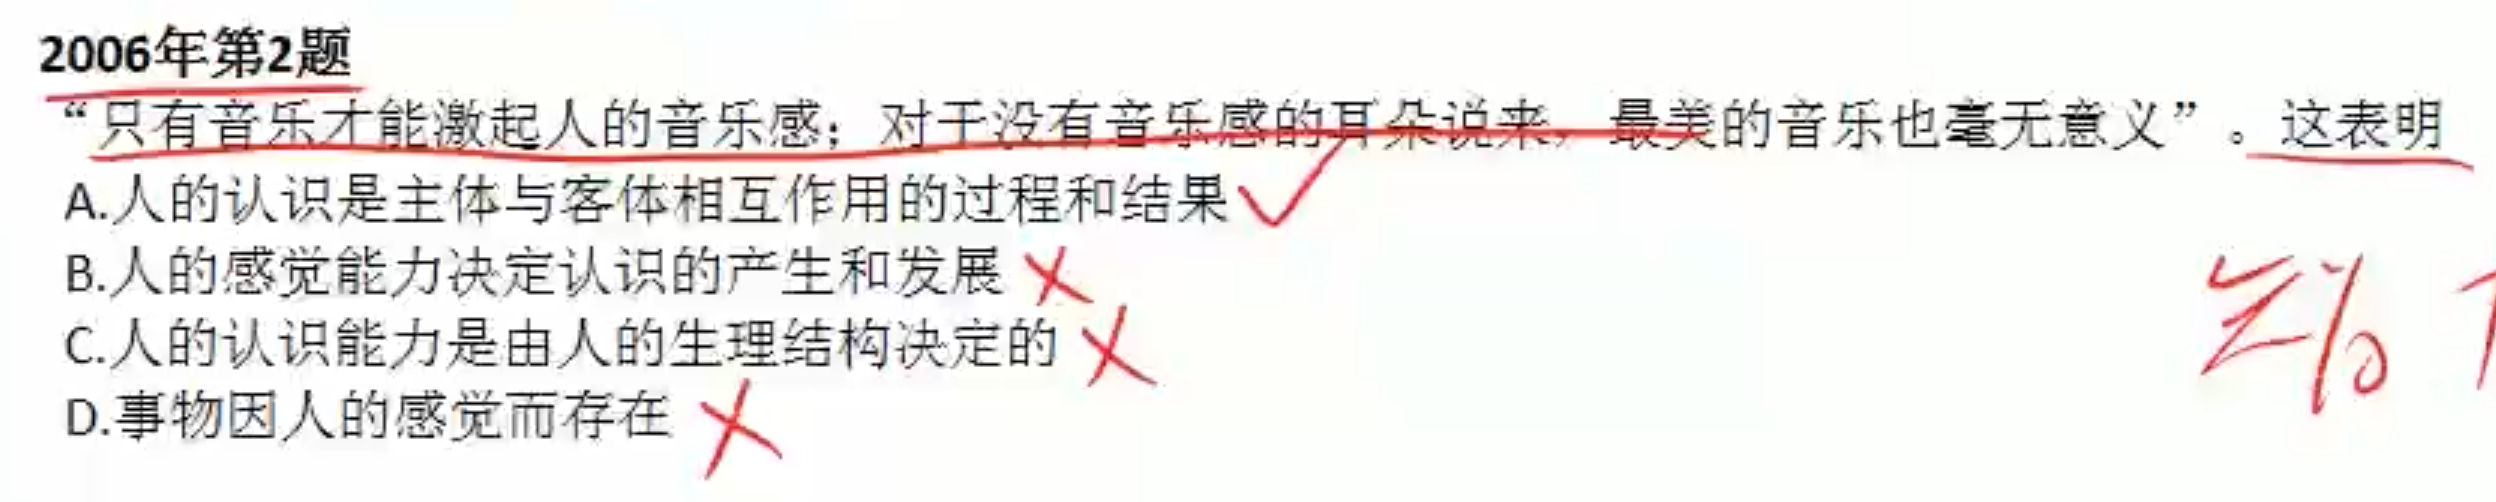 2006年第2题
“只有音乐才能激起人的音乐感；对于没有音乐感的耳朵说来，最美的音乐也毫无意义”。这表明
A.人的认识是主体与客体相互作用的过程和结果
B.人的感觉能力决定认识的产生和发展
C.人的认识能力是由人的生理结构决定的
D.事物因人的感觉而存在